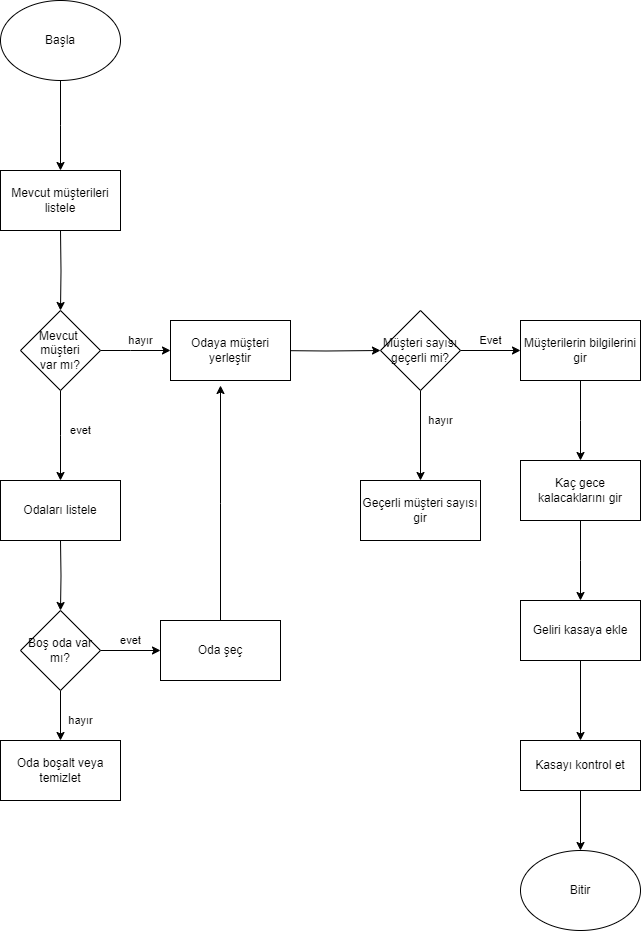 Başla
Mevcut müşterileri
listele
Mevcut
müşteri
var mı?
hayır
Odaya müşteri
yerleştir
Müşteri sayısı
geçerli mi?
Evet
Müşterilerin bilgilerini
gir
evet
hayır
Odaları listele
Geçerli müşteri sayısı
gir
Kaç gece
kalacaklarını gir
Boş oda var
mı?
evet
Oda şeç
Geliri kasaya ekle
hayır
Oda boşalt veya
temizlet
Kasayı kontrol et
Bitir